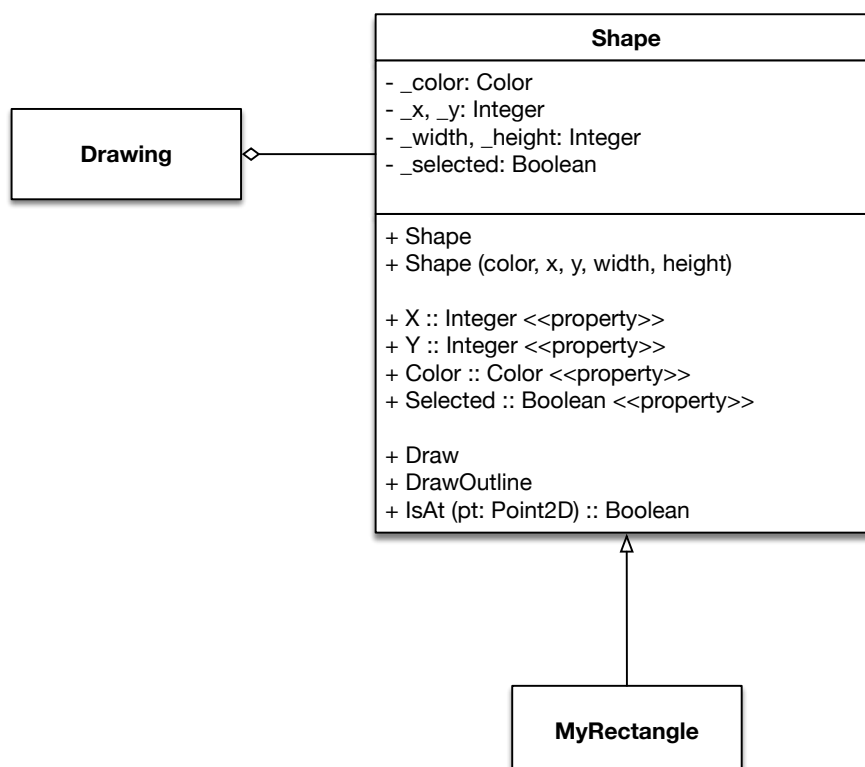 Shape
- _color: Color
- _x, _y: Integer
- _width, _height: Integer
- _selected: Boolean
Drawing
+ Shape
+ Shape (color, x, y, width, height)
+ X :: Integer <<property>>
+ Y :: Integer <<property>>
+ Color :: Color <<property>>
+ Selected :: Boolean <<property>>
+ Draw
+ DrawOutline
+ IsAt (pt: Point2D) :: Boolean
MyRectangle